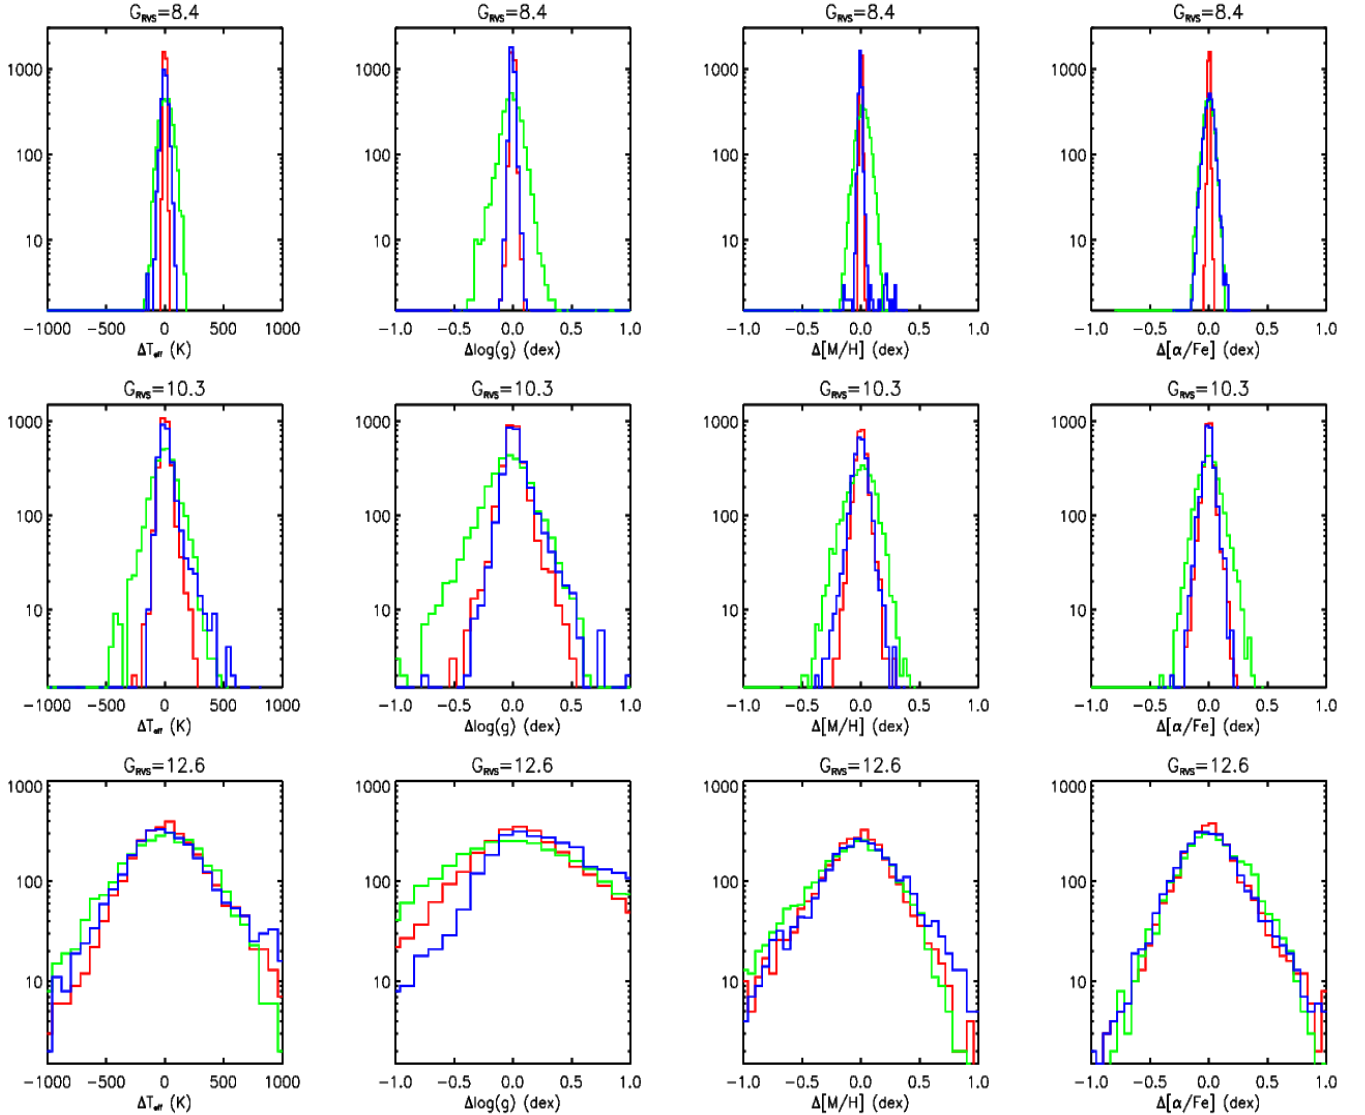 G_RVS=8.4 G_RVS=8.4 G_RVS=8.4 G_RVS=8.4
1000 1000 1000 1000
100 100 100 100
10 10 10 10
-1000 -500 0 500 1000 -1.0 -0.5 0.0 0.5 1.0 -1.0 -0.5 0.0 0.5 1.0 -1.0 -0.5 0.0 0.5 1.0
ΔT_eff (K) Δlog(g) (dex) Δ[M/H] (dex) Δ[α/Fe] (dex)
G_RVS=10.3 G_RVS=10.3 G_RVS=10.3 G_RVS=10.3
1000 1000 1000 1000
100 100 100 100
10 10 10 10
-1000 -500 0 500 1000 -1.0 -0.5 0.0 0.5 1.0 -1.0 -0.5 0.0 0.5 1.0 -1.0 -0.5 0.0 0.5 1.0
ΔT_eff (K) Δlog(g) (dex) Δ[M/H] (dex) Δ[α/Fe] (dex)
G_RVS=12.6 G_RVS=12.6 G_RVS=12.6 G_RVS=12.6
1000 1000 1000 1000
100 100 100 100
10 10 10 10
-1000 -500 0 500 1000 -1.0 -0.5 0.0 0.5 1.0 -1.0 -0.5 0.0 0.5 1.0 -1.0 -0.5 0.0 0.5 1.0
ΔT_eff (K) Δlog(g) (dex) Δ[M/H] (dex) Δ[α/Fe] (dex)